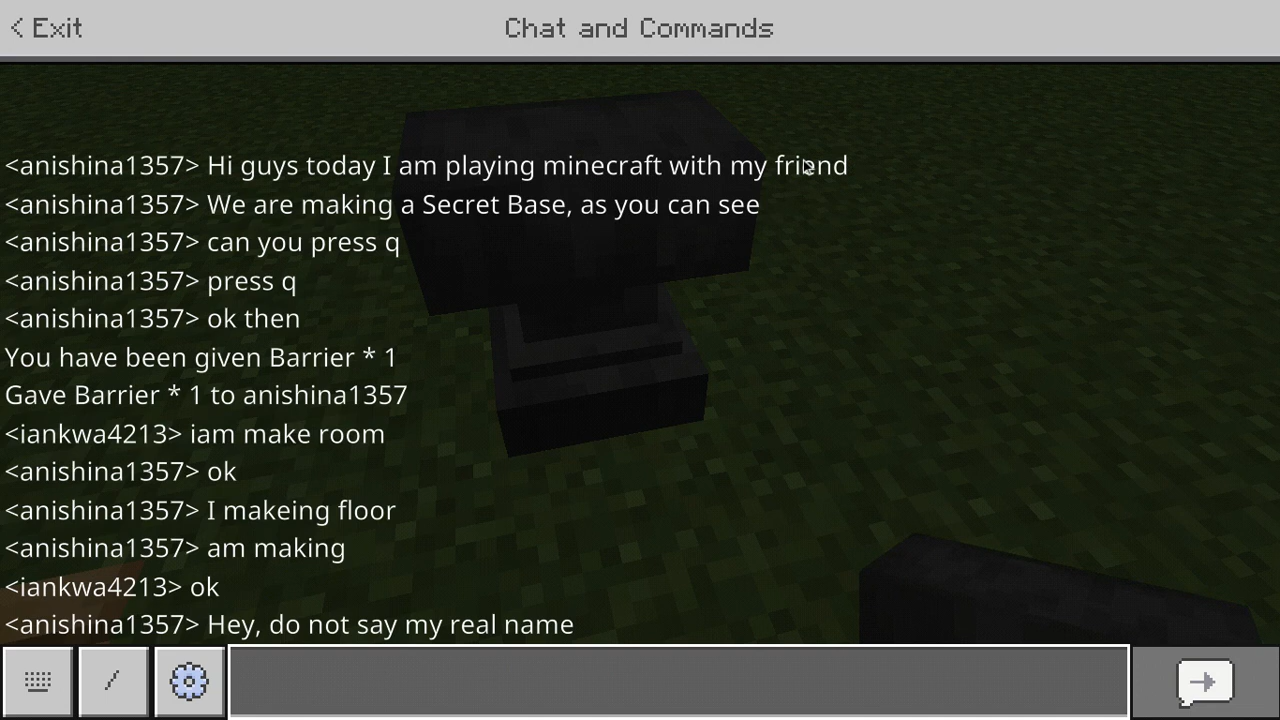 < Exit
Chat and Commands
<anishina1357> Hi guys today I am playing minecraft with my friend
<anishina1357> We are making a Secret Base, as you can see
<anishina1357> can you press q
<anishina1357> press q
<anishina1357> ok then
You have been given Barrier * 1
Gave Barrier * 1 to anishina1357
<iankwa4213> iam make room
<anishina1357> ok
<anishina1357> I makeing floor
<anishina1357> am making
<iankwa4213> ok
<anishina1357> Hey, do not say my real name
/